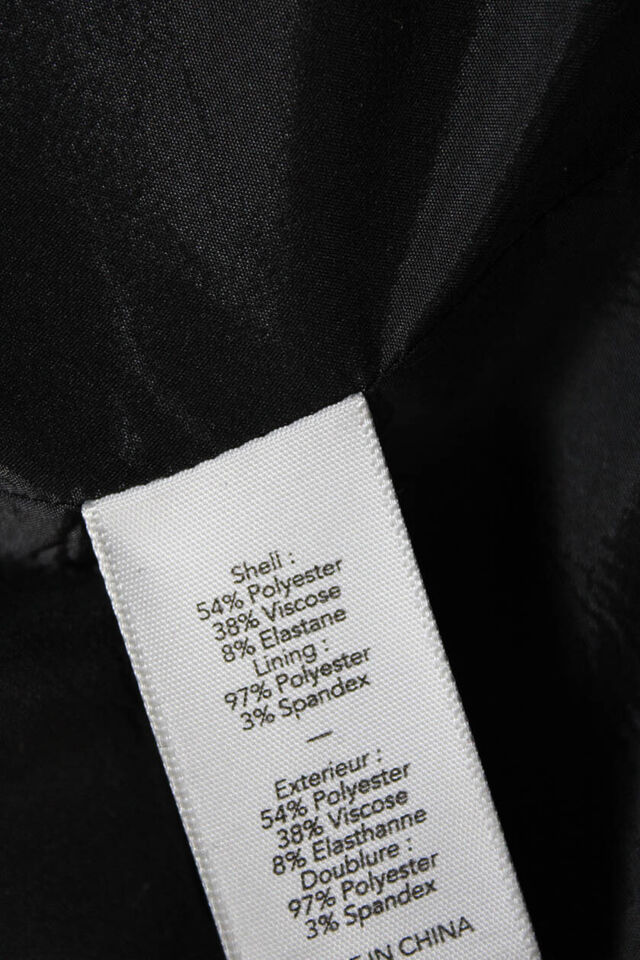 Shell :
54% Polyester
38% Viscose
8% Elastane
Lining :
97% Polyester
3% Spandex
—
Exterieur :
54% Polyester
38% Viscose
8% Elasthanne
Doublure :
97% Polyester
3% Spandex
IN CHINA